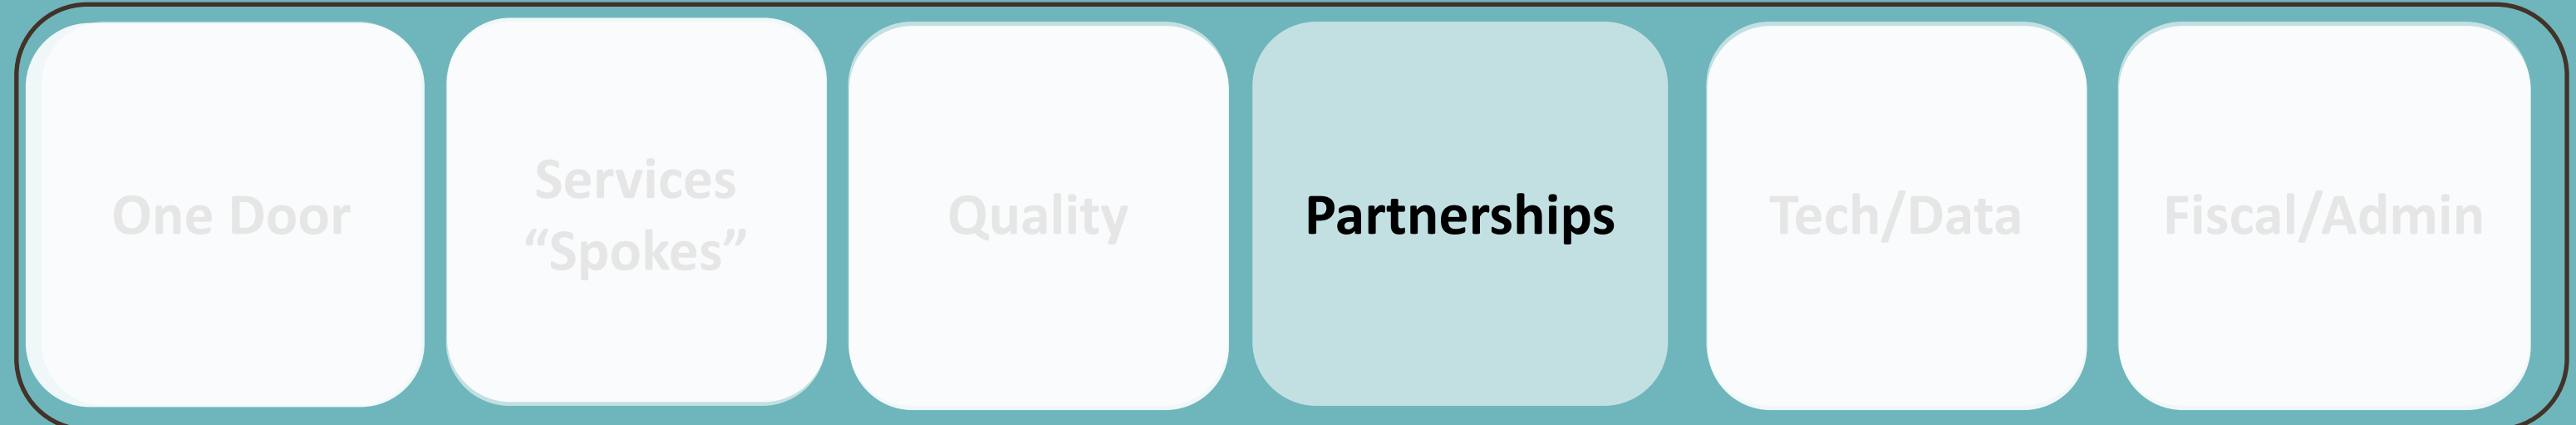 One Door
Services
“Spokes”
Quality
Partnerships
Tech/Data
Fiscal/Admin